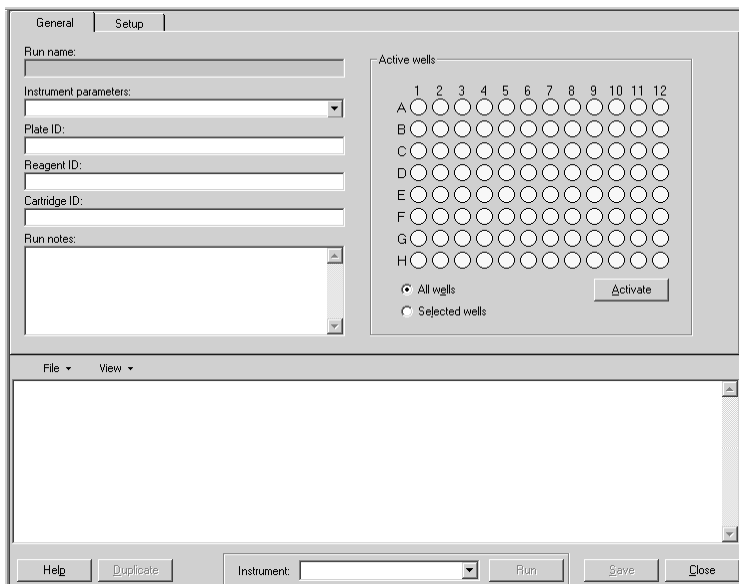 General Setup
Run name:
Instrument parameters:
Plate ID:
Reagent ID:
Cartridge ID:
Run notes:
Active wells
1 2 3 4 5 6 7 8 9 10 11 12
A
B
C
D
E
F
G
H
All wells
Activate
Selected wells
File View
Help Duplicate Instrument: Run Save Close